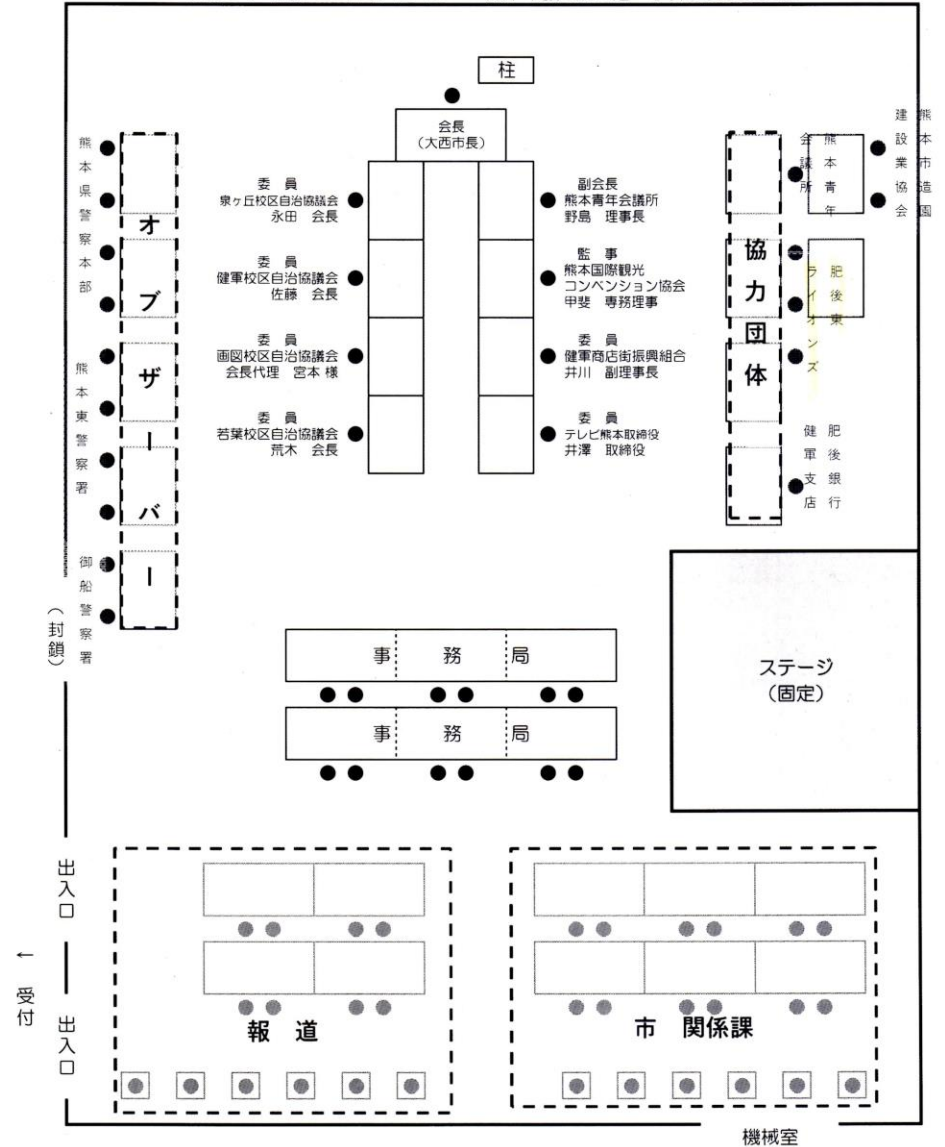 柱
会長
（大西市長）
委 員
泉ヶ丘校区自治協議会
永田 会長
委 員
健軍校区自治協議会
佐藤 会長
委 員
画図校区自治協議会
会長代理 宮本 様
委 員
若葉校区自治協議会
荒木 会長
副会長
熊本青年会議所
野島 理事長
監 事
熊本国際観光
コンベンション協会
甲斐 専務理事
委 員
健軍商店街振興組合
井川 副理事長
委 員
テレビ熊本取締役
井澤 取締役
オブザーバー
熊本県警察本部
熊本東警察署
御船警察署
（封鎖）
協力団体
熊本市造園
建設業協会
熊本青年
会議所
肥後東
ライオンズ
肥後銀行
健軍支店
事 務 局
事 務 局
ステージ
（固定）
出入口
← 受付
出入口
報 道
市 関係課
機械室